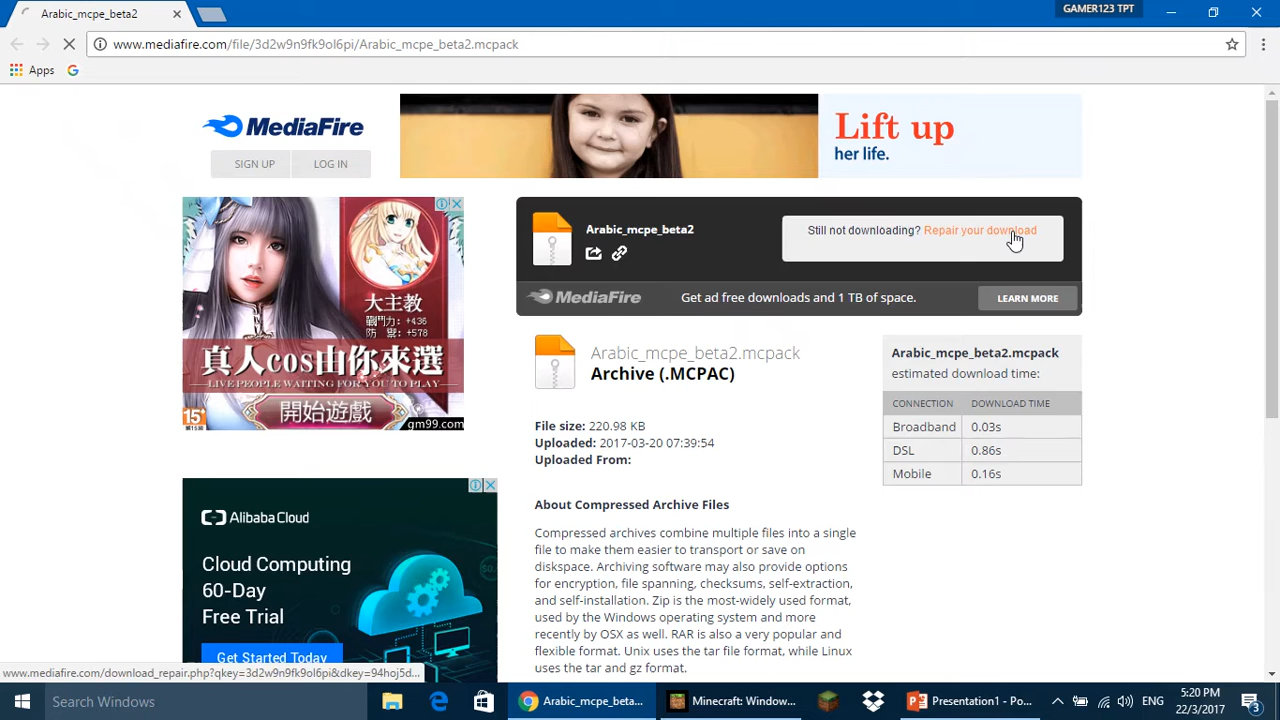 Arabic_mcpe_beta2
GAMER123 TPT
www.mediafire.com/file/3d2w9n9fk9ol6pi/Arabic_mcpe_beta2.mcpack
Apps
MediaFire
SIGN UP
LOG IN
Lift up
her life.
大主教
戰鬥力: +436
防 禦: +578
真人cos由你來選
LIVE PEOPLE WAITING FOR YOU TO PLAY
開始遊戲
15+
gm99.com
Arabic_mcpe_beta2
Still not downloading? Repair your download
MediaFire
Get ad free downloads and 1 TB of space.
LEARN MORE
Arabic_mcpe_beta2.mcpack
Archive (.MCPAC)
File size: 220.98 KB
Uploaded: 2017-03-20 07:39:54
Uploaded From:
Arabic_mcpe_beta2.mcpack
estimated download time:
CONNECTION DOWNLOAD TIME
Broadband 0.03s
DSL 0.86s
Mobile 0.16s
About Compressed Archive Files
Compressed archives combine multiple files into a single
file to make them easier to transport or save on
diskspace. Archiving software may also provide options
for encryption, file spanning, checksums, self-extraction,
and self-installation. Zip is the most-widely used format,
used by the Windows operating system and more
recently by OSX as well. RAR is also a very popular and
flexible format. Unix uses the tar file format, while Linux
uses the tar and gz format.
Alibaba Cloud
Cloud Computing
60-Day
Free Trial
Get Started Today
www.mediafire.com/download_repair.php?qkey=3d2w9n9fk9ol6pi&dkey=94hoj5d...
Search Windows
Arabic_mcpe_beta...
Minecraft: Window...
Presentation1 - Po...
ENG
5:20 PM
22/3/2017
3